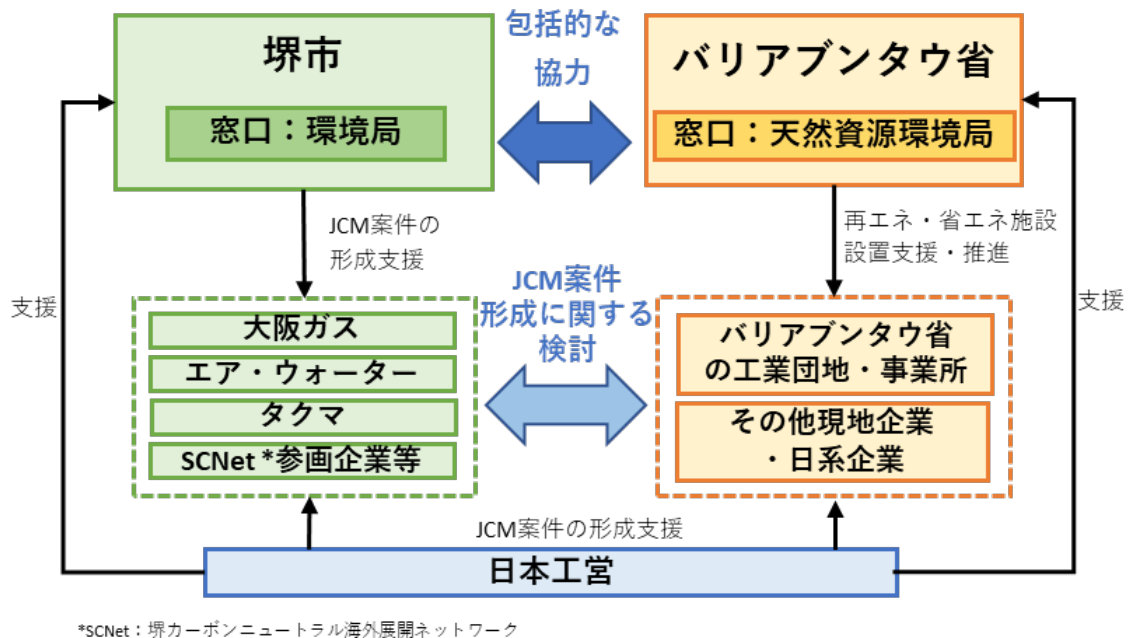 堺市
窓口：環境局
包括的な
協力
バリアブンタウ省
窓口：天然資源環境局
JCM案件の
形成支援
再エネ・省エネ施設
設置支援・推進
支援
JCM案件
形成に関する
検討
支援
大阪ガス
エア・ウォーター
タクマ
SCNet *参画企業等
バリアブンタウ省
の工業団地・事業所
その他現地企業
・日系企業
JCM案件の形成支援
日本工営
*SCNet：堺カーボンニュートラル海外展開ネットワーク